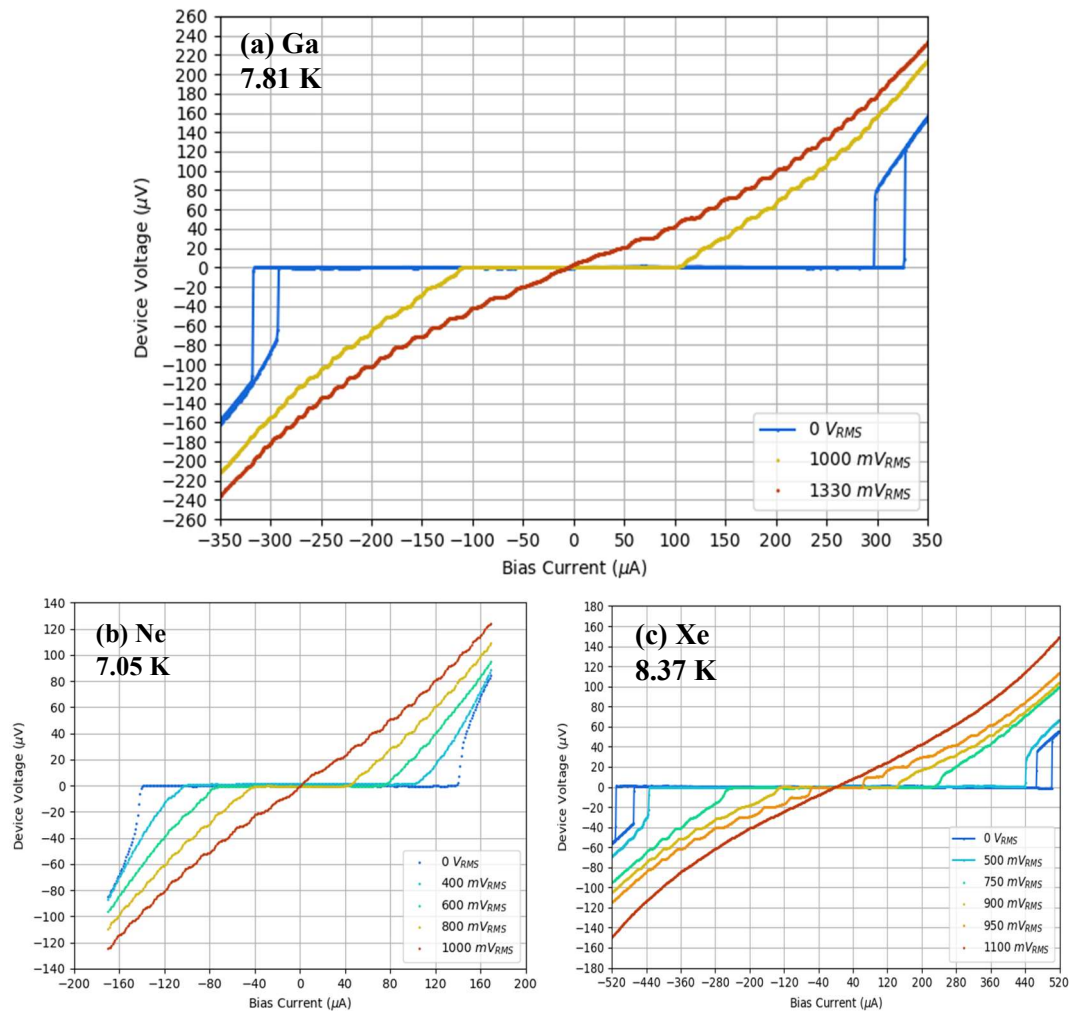 (a) Ga
7.81 K
260
240
220
200
180
160
140
120
100
80
60
40
20
0
−20
−40
−60
−80
−100
−120
−140
−160
−180
−200
−220
−240
−260
Device Voltage (μV)
0 V_RMS
1000 mV_RMS
1330 mV_RMS
−350 −300 −250 −200 −150 −100 −50 0 50 100 150 200 250 300 350
Bias Current (μA)
(b) Ne
7.05 K
140
120
100
80
60
40
20
0
−20
−40
−60
−80
−100
−120
−140
Device Voltage (μV)
0 V_RMS
400 mV_RMS
600 mV_RMS
800 mV_RMS
1000 mV_RMS
−200 −160 −120 −80 −40 0 40 80 120 160 200
Bias Current (μA)
(c) Xe
8.37 K
180
160
140
120
100
80
60
40
20
0
−20
−40
−60
−80
−100
−120
−140
−160
−180
Device Voltage (μV)
0 V_RMS
500 mV_RMS
750 mV_RMS
900 mV_RMS
950 mV_RMS
1100 mV_RMS
−520 −440 −360 −280 −200 −120 −40 40 120 200 280 360 440 520
Bias Current (μA)